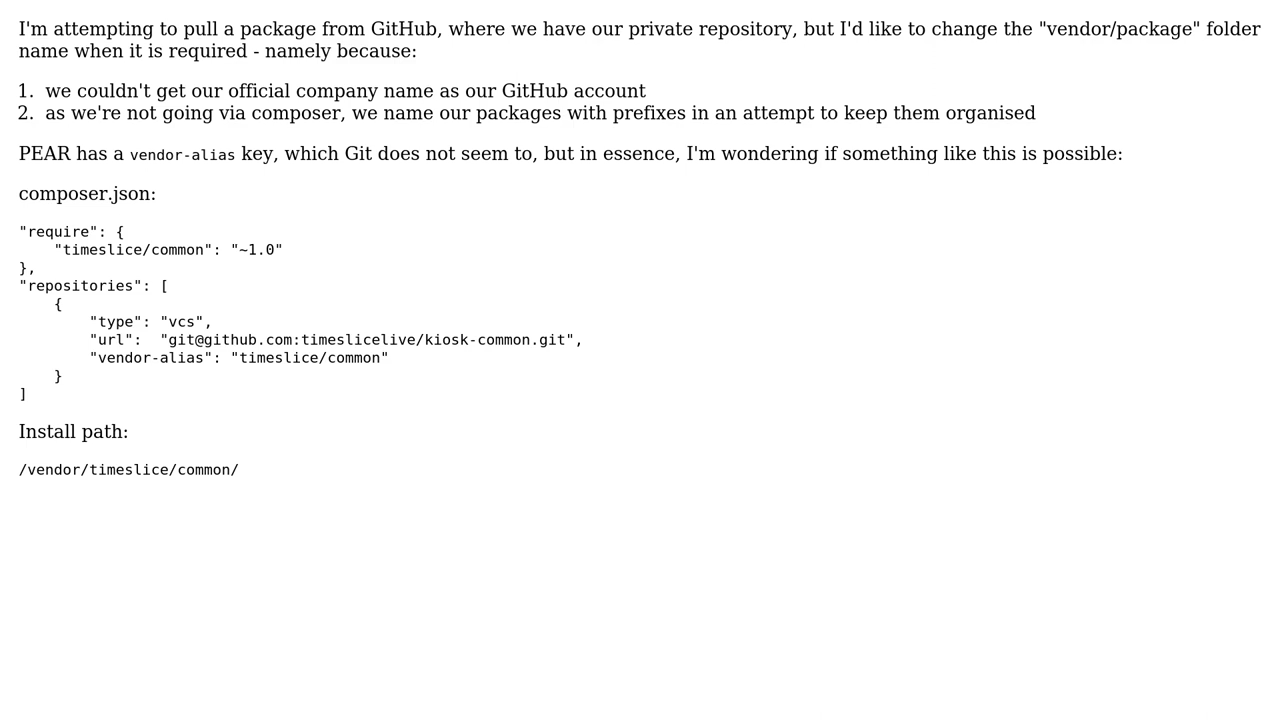 I'm attempting to pull a package from GitHub, where we have our private repository, but I'd like to change the "vendor/package" folder
name when it is required - namely because:
1. we couldn't get our official company name as our GitHub account
2. as we're not going via composer, we name our packages with prefixes in an attempt to keep them organised
PEAR has a vendor-alias key, which Git does not seem to, but in essence, I'm wondering if something like this is possible:
composer.json:
"require": {
    "timeslice/common": "~1.0"
},
"repositories": [
    {
        "type": "vcs",
        "url":  "git@github.com:timeslicelive/kiosk-common.git",
        "vendor-alias": "timeslice/common"
    }
]
Install path:
/vendor/timeslice/common/